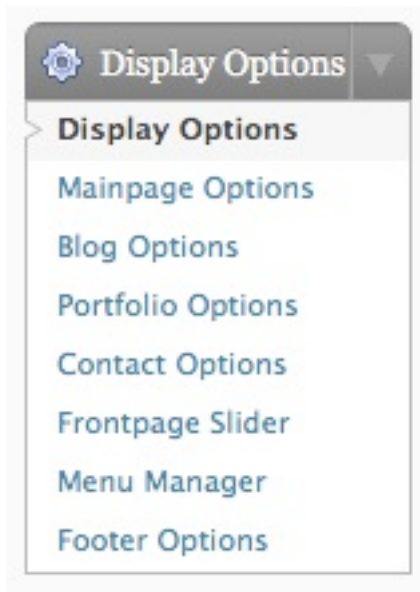 Display Options
Display Options
Mainpage Options
Blog Options
Portfolio Options
Contact Options
Frontpage Slider
Menu Manager
Footer Options